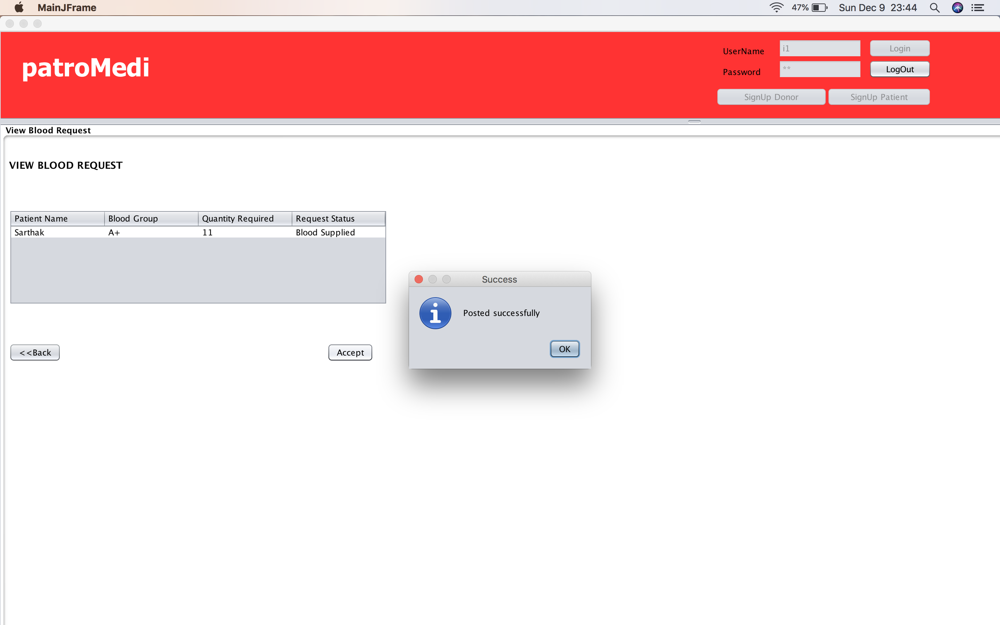 MainJFrame
47%
Sun Dec 9 23:44
patroMedi
UserName
i1
Login
Password
**
LogOut
SignUp Donor
SignUp Patient
View Blood Request
VIEW BLOOD REQUEST
Patient Name Blood Group Quantity Required Request Status
Sarthak A+ 11 Blood Supplied
<<Back
Accept
Success
Posted successfully
OK